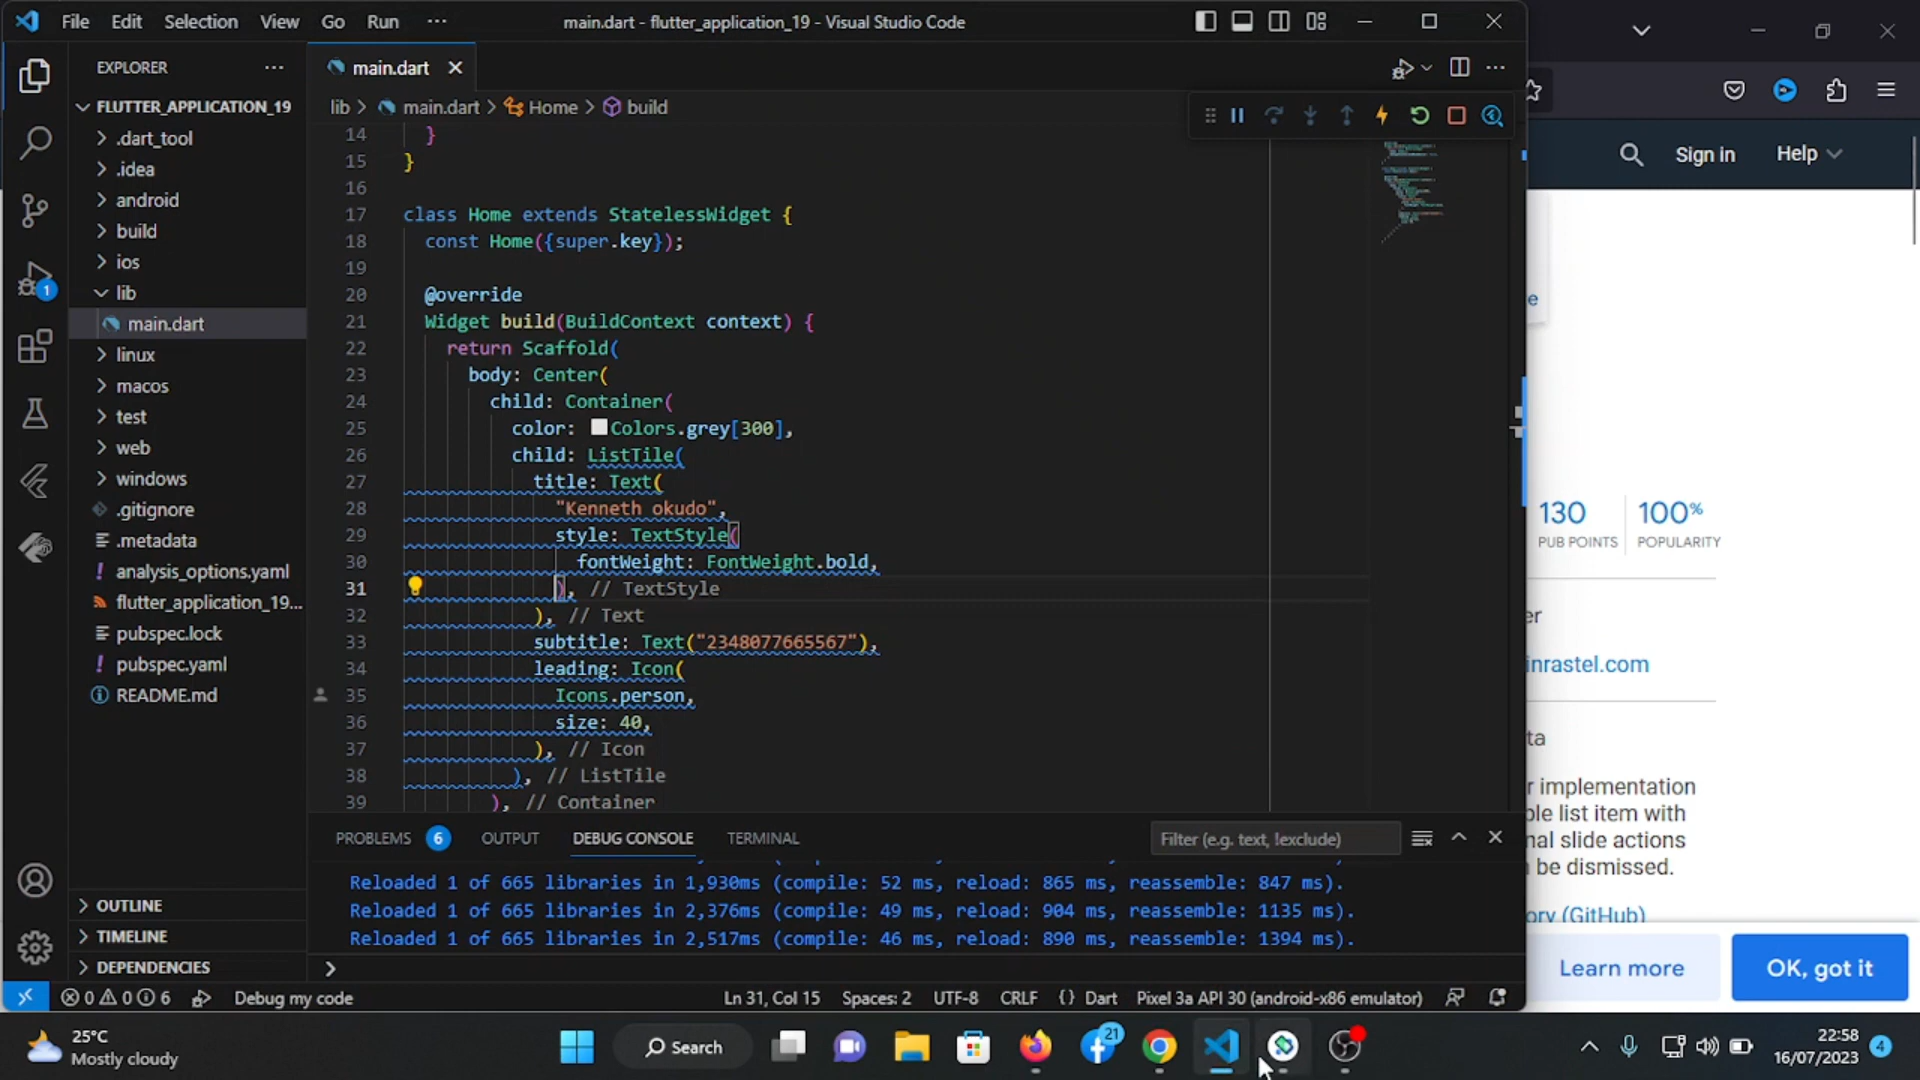 File Edit Selection View Go Run ··· main.dart - flutter_application_19 - Visual Studio Code
EXPLORER ···
main.dart
FLUTTER_APPLICATION_19
lib > main.dart > Home > build
.dart_tool
.idea
android
build
ios
lib
main.dart
linux
macos
test
web
windows
.gitignore
.metadata
analysis_options.yaml
flutter_application_19...
pubspec.lock
pubspec.yaml
README.md
OUTLINE
TIMELINE
DEPENDENCIES
1
14 }
15 }
16
17 class Home extends StatelessWidget {
18 const Home({super.key});
19
20 @override
21 Widget build(BuildContext context) {
22 return Scaffold(
23 body: Center(
24 child: Container(
25 color: Colors.grey[300],
26 child: ListTile(
27 title: Text(
28 "Kenneth okudo",
29 style: TextStyle(
30 fontWeight: FontWeight.bold,
31 ), // TextStyle
32 ), // Text
33 subtitle: Text("2348077665567"),
34 leading: Icon(
35 Icons.person,
36 size: 40,
37 ), // Icon
38 ), // ListTile
39 ), // Container
PROBLEMS 6 OUTPUT DEBUG CONSOLE TERMINAL Filter (e.g. text, !exclude)
Reloaded 1 of 665 libraries in 1,930ms (compile: 52 ms, reload: 865 ms, reassemble: 847 ms).
Reloaded 1 of 665 libraries in 2,376ms (compile: 49 ms, reload: 904 ms, reassemble: 1135 ms).
Reloaded 1 of 665 libraries in 2,517ms (compile: 46 ms, reload: 890 ms, reassemble: 1394 ms).
>
0 0 6 Debug my code Ln 31, Col 15 Spaces: 2 UTF-8 CRLF {} Dart Pixel 3a API 30 (android-x86 emulator)
Sign in Help
e
130 100%
PUB POINTS POPULARITY
er
inrastel.com
ta
r implementation
ble list item with
nal slide actions
n be dismissed.
ory (GitHub)
Learn more OK, got it
25°C
Mostly cloudy
Search
21
22:58
16/07/2023
4